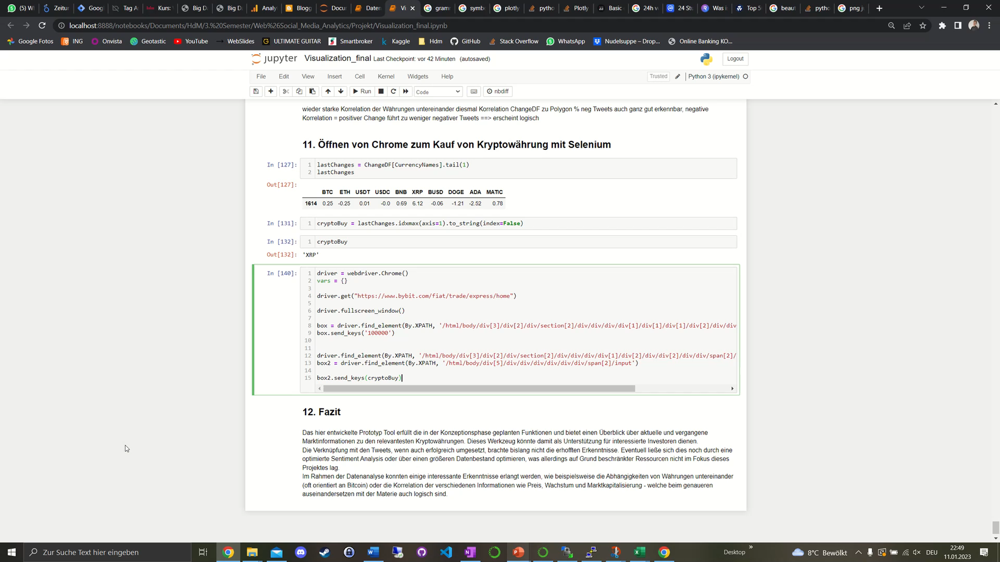 (5) W
Zeitur
Goog
Tag A
Kurs:
Big D
Big D
Analy
Blogg
Docu
Daten
Vi
gram
symb
plotly
pytho
Plotly
Basic
24h v
24 Stu
Was is
Top 5
beaut
pytho
png j
localhost:8888/notebooks/Documents/HdM/3.%20Semester/Web%26Social_Media_Analytics/Projekt/Visualization_final.ipynb
Google Fotos ING Onvista Geotastic YouTube WebSlides ULTIMATE GUITAR Smartbroker Kaggle Hdm GitHub Stack Overflow WhatsApp Nudelsuppe – Drop... Online Banking KO...
jupyter Visualization_final Last Checkpoint: vor 42 Minuten (autosaved) Logout
File Edit View Insert Cell Kernel Widgets Help Trusted Python 3 (ipykernel)
Run Code nbdiff
wieder starke Korrelation der Währungen untereinander diesmal Korrelation ChangeDF zu Polygon % neg Tweets auch ganz gut erkennbar, negative
Korrelation = positiver Change führt zu weniger negativer Tweets ==> erscheint logisch
11. Öffnen von Chrome zum Kauf von Kryptowährung mit Selenium
In [127]: 1 lastChanges = ChangeDF[CurrencyNames].tail(1)
2 lastChanges
Out[127]:
BTC ETH USDT USDC BNB XRP BUSD DOGE ADA MATIC
1614 0.25 -0.25 0.01 -0.0 0.69 6.12 -0.06 -1.21 -2.52 0.78
In [131]: 1 cryptoBuy = lastChanges.idxmax(axis=1).to_string(index=False)
In [132]: 1 cryptoBuy
Out[132]: 'XRP'
In [140]: 1 driver = webdriver.Chrome()
2 vars = {}
3
4 driver.get("https://www.bybit.com/fiat/trade/express/home")
5
6 driver.fullscreen_window()
7
8 box = driver.find_element(By.XPATH, '/html/body/div[3]/div[2]/div/section[2]/div/div/div/div[1]/div[1]/div[1]/div[2]/div/div
9 box.send_keys('100000')
10
11
12 driver.find_element(By.XPATH, '/html/body/div[3]/div[2]/div/section[2]/div/div/div[1]/div[2]/div/div[2]/div/div/span[2]/
13 box2 = driver.find_element(By.XPATH, '/html/body/div[5]/div/div/div/div/div/div/span[2]/input')
14
15 box2.send_keys(cryptoBuy)
12. Fazit
Das hier entwickelte Prototyp Tool erfüllt die in der Konzeptionsphase geplanten Funktionen und bietet einen Überblick über aktuelle und vergangene
Marktinformationen zu den relevantesten Kryptowährungen. Dieses Werkzeug könnte damit als Unterstützung für interessierte Investoren dienen.
Die Verknüpfung mit den Tweets, wenn auch erfolgreich umgesetzt, brachte bislang nicht die erhofften Erkenntnisse. Eventuell ließe sich dies noch durch eine
optimierte Sentiment Analysis oder über einen größeren Datenbestand optimieren, was allerdings auf Grund beschränkter Ressourcen nicht im Fokus dieses
Projektes lag.
Im Rahmen der Datenanalyse konnten einige interessante Erkenntnisse erlangt werden, wie beispielsweise die Abhängigkeiten von Währungen untereinander
(oft orientiert an Bitcoin) oder die Korrelation der verschiedenen Informationen wie Preis, Wachstum und Marktkapitalisierung - welche beim genaueren
auseinandersetzen mit der Materie auch logisch sind.
Zur Suche Text hier eingeben
Desktop
8°C Bewölkt
DEU
22:49
11.01.2023